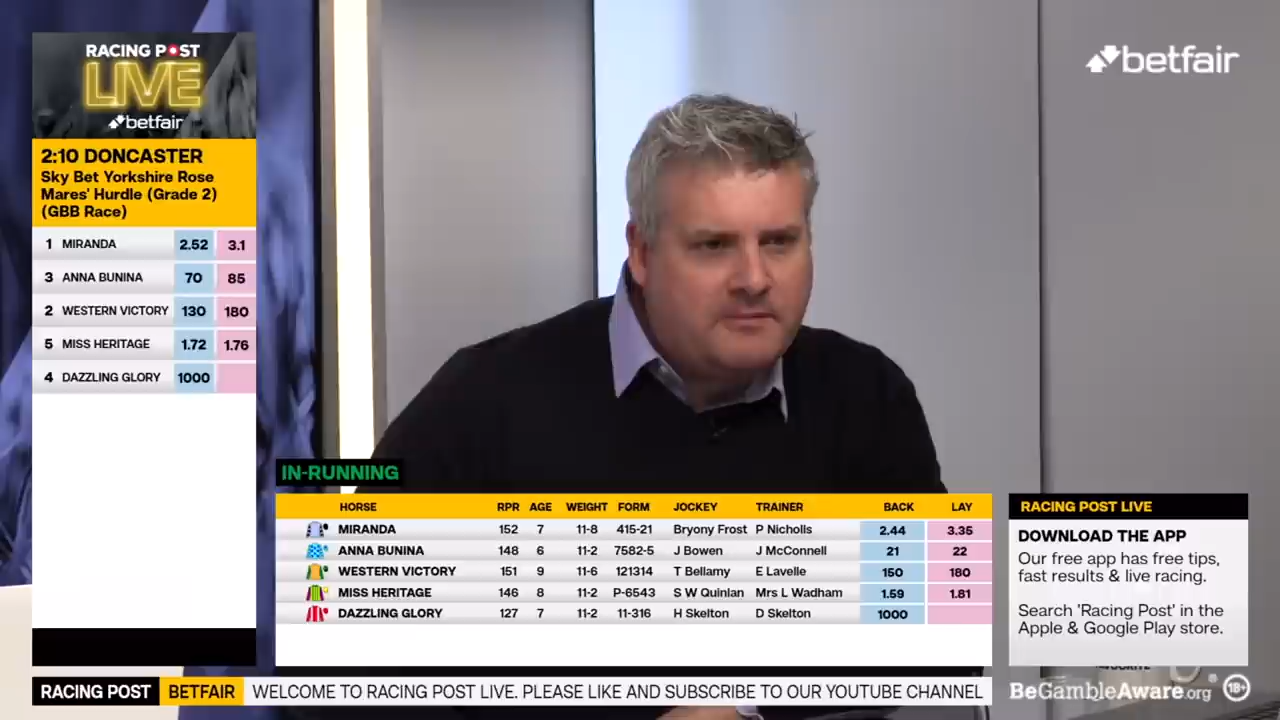 RACING POST
LIVE
betfair
2:10 DONCASTER
Sky Bet Yorkshire Rose
Mares' Hurdle (Grade 2)
(GBB Race)
1 MIRANDA 2.52 3.1
3 ANNA BUNINA 70 85
2 WESTERN VICTORY 130 180
5 MISS HERITAGE 1.72 1.76
4 DAZZLING GLORY 1000
betfair
IN-RUNNING
HORSE RPR AGE WEIGHT FORM JOCKEY TRAINER BACK LAY
MIRANDA 152 7 11-8 415-21 Bryony Frost P Nicholls 2.44 3.35
ANNA BUNINA 148 6 11-2 7582-5 J Bowen J McConnell 21 22
WESTERN VICTORY 151 9 11-6 121314 T Bellamy E Lavelle 150 180
MISS HERITAGE 146 8 11-2 P-6543 S W Quinlan Mrs L Wadham 1.59 1.81
DAZZLING GLORY 127 7 11-2 11-316 H Skelton D Skelton 1000
RACING POST LIVE
DOWNLOAD THE APP
Our free app has free tips,
fast results & live racing.
Search 'Racing Post' in the
Apple & Google Play store.
RACING POST BETFAIR WELCOME TO RACING POST LIVE. PLEASE LIKE AND SUBSCRIBE TO OUR YOUTUBE CHANNEL
BeGambleAware.org 18+